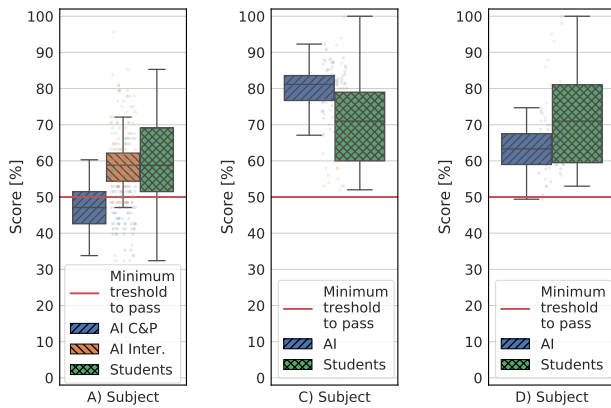 100
90
80
70
60
50
40
30
20
10
0
Score [%]
Minimum
treshold
to pass
AI C&P
AI Inter.
Students
A) Subject
100
90
80
70
60
50
40
30
20
10
0
Score [%]
Minimum
treshold
to pass
AI
Students
C) Subject
100
90
80
70
60
50
40
30
20
10
0
Score [%]
Minimum
treshold
to pass
AI
Students
D) Subject